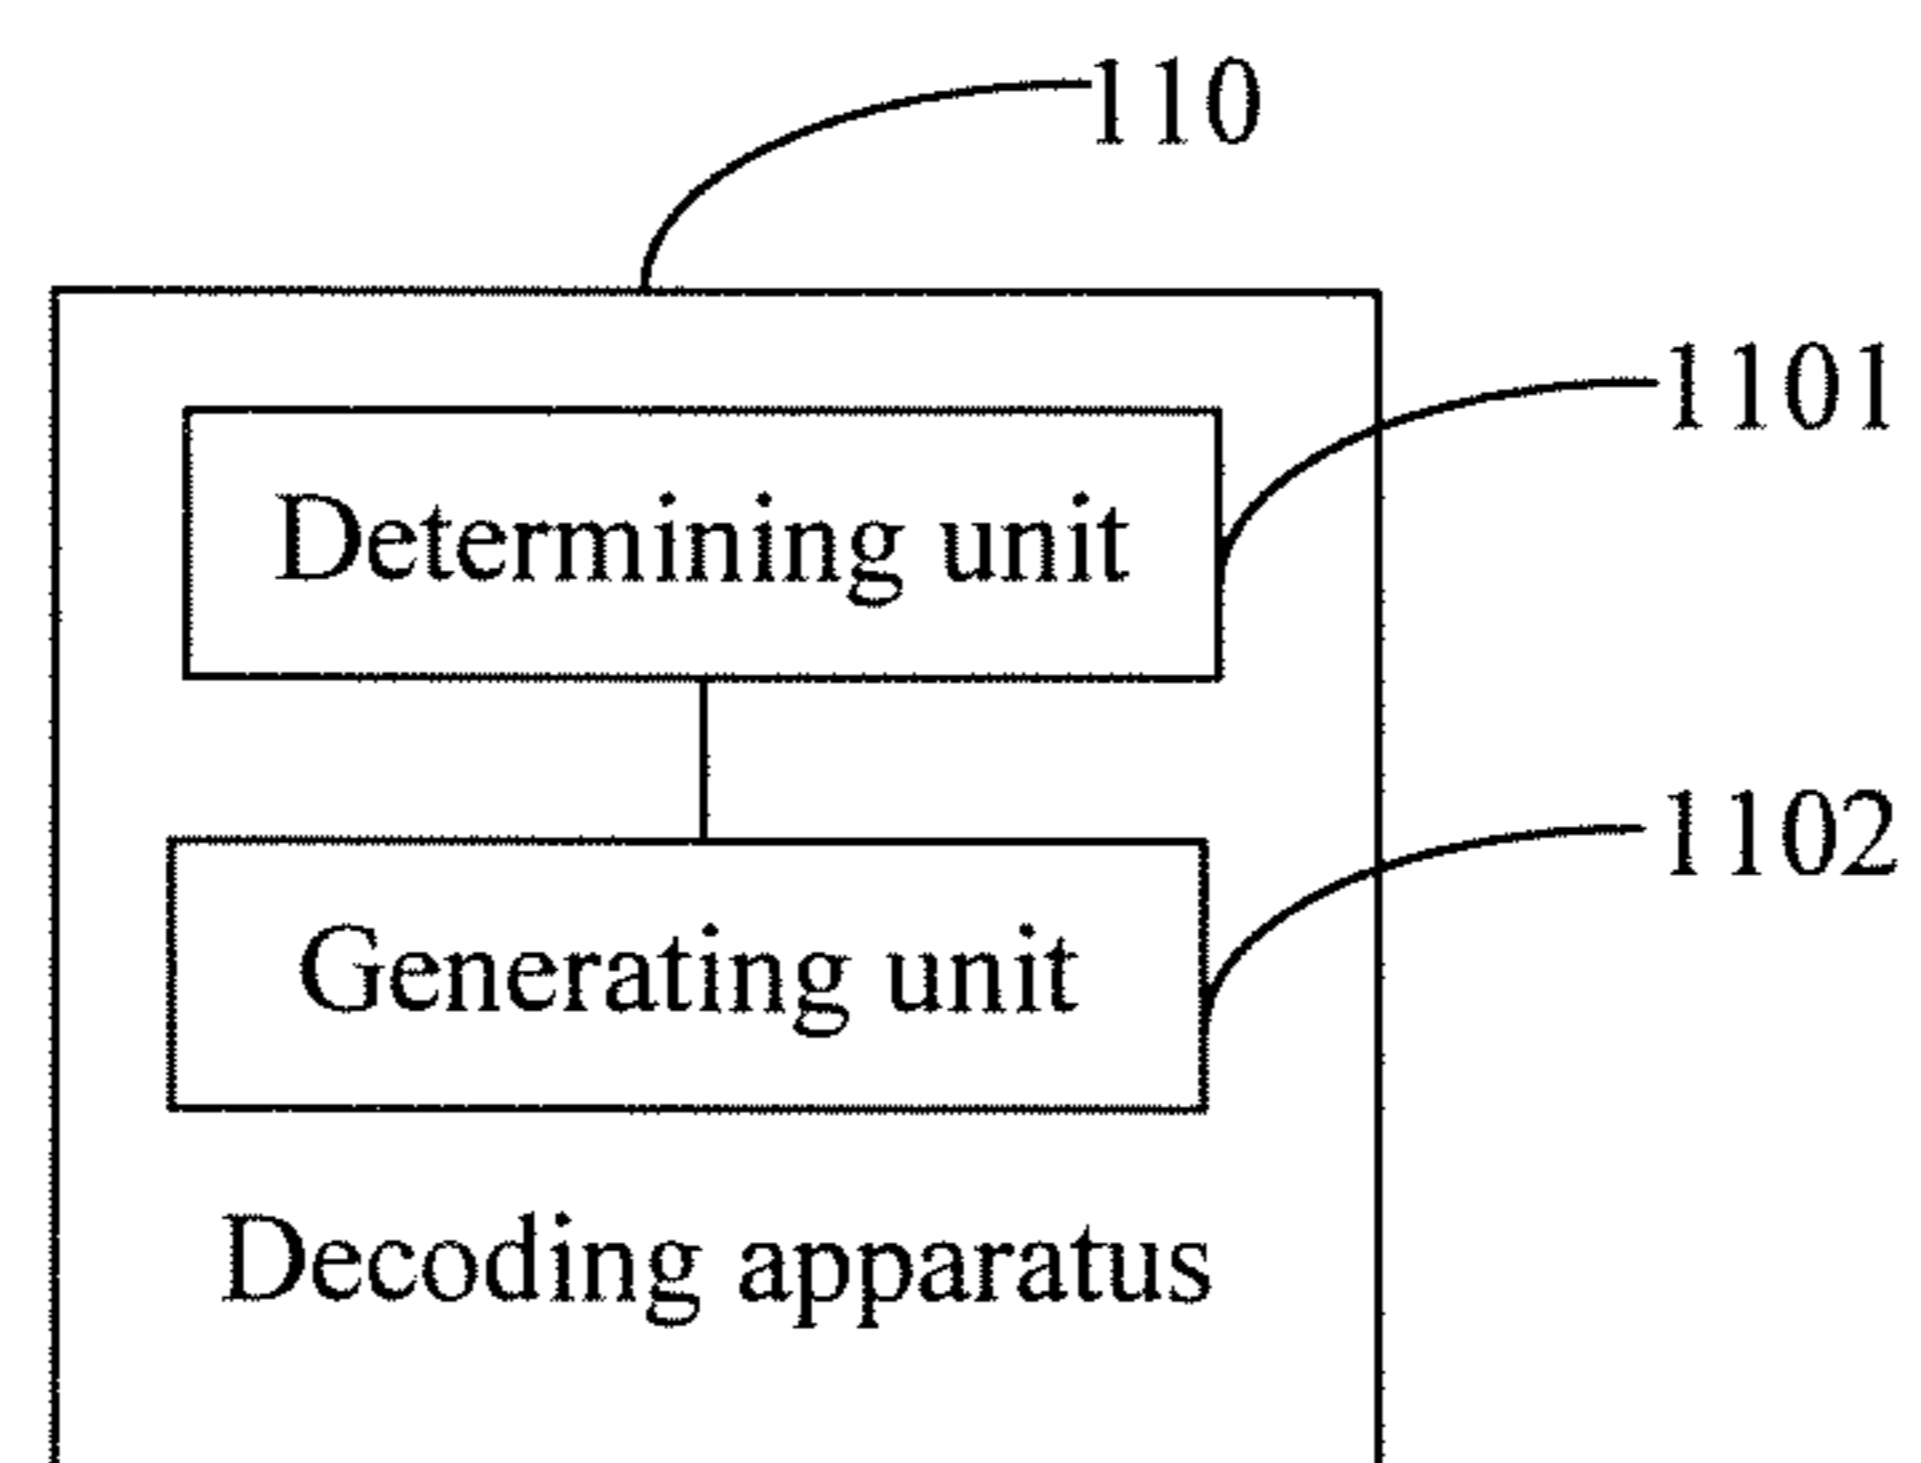 110
1101
Determining unit
1102
Generating unit
Decoding apparatus